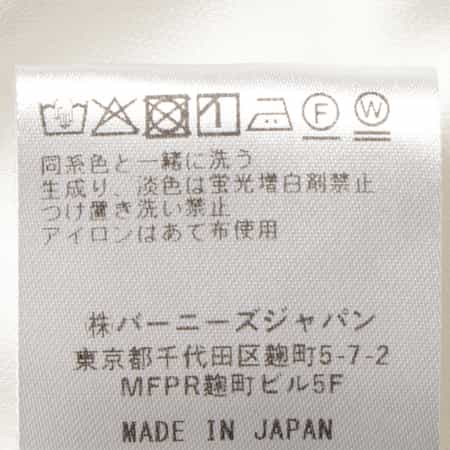 F W
同系色と一緒に洗う
生成り、淡色は蛍光増白剤禁止
つけ置き洗い禁止
アイロンはあて布使用
㈱バーニーズジャパン
東京都千代田区麹町5-7-2
MFPR麹町ビル5F
MADE IN JAPAN